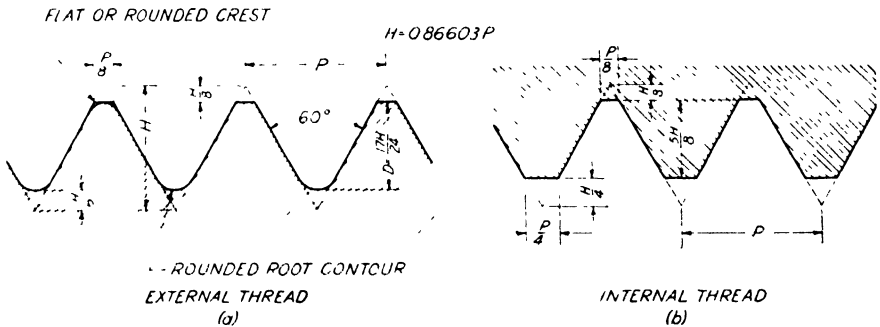 FLAT OR ROUNDED CREST
H=0.86603P
P/8
H/8
P
H
60°
D=17H/24
H
ROUNDED ROOT CONTOUR
EXTERNAL THREAD
(a)
P/8
H/8
5H/8
H/4
P/4
P
INTERNAL THREAD
(b)